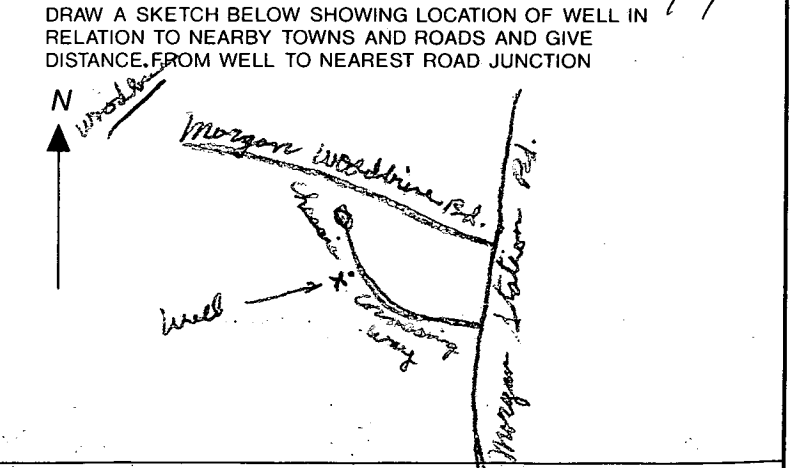 DRAW A SKETCH BELOW SHOWING LOCATION OF WELL IN
RELATION TO NEARBY TOWNS AND ROADS AND GIVE
DISTANCE FROM WELL TO NEAREST ROAD JUNCTION
N
Morgan Woodbine Rd.
Morgan Station Rd.
Crossing
Way
Well